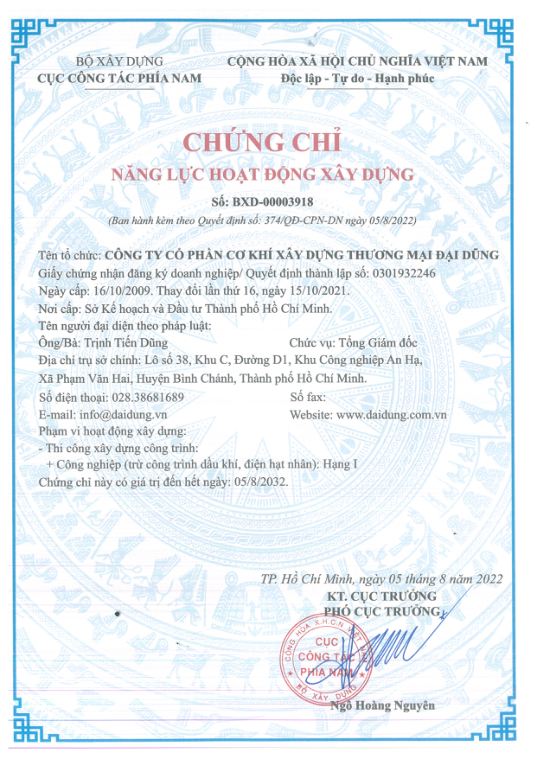 BỘ XÂY DỰNG
CỤC CÔNG TÁC PHÍA NAM
CỘNG HÒA XÃ HỘI CHỦ NGHĨA VIỆT NAM
Độc lập - Tự do - Hạnh phúc
CHỨNG CHỈ
NĂNG LỰC HOẠT ĐỘNG XÂY DỰNG
Số: BXD-00003918
(Ban hành kèm theo Quyết định số: 374/QĐ-CPN-DN ngày 05/8/2022)
Tên tổ chức: CÔNG TY CỔ PHẦN CƠ KHÍ XÂY DỰNG THƯƠNG MẠI ĐẠI DŨNG
Giấy chứng nhận đăng ký doanh nghiệp/ Quyết định thành lập số: 0301932246
Ngày cấp: 16/10/2009. Thay đổi lần thứ 16, ngày 15/10/2021.
Nơi cấp: Sở Kế hoạch và Đầu tư Thành phố Hồ Chí Minh.
Tên người đại diện theo pháp luật:
Ông/Bà: Trịnh Tiến Dũng Chức vụ: Tổng Giám đốc
Địa chỉ trụ sở chính: Lô số 38, Khu C, Đường D1, Khu Công nghiệp An Hạ,
Xã Phạm Văn Hai, Huyện Bình Chánh, Thành phố Hồ Chí Minh.
Số điện thoại: 028.38681689 Số fax:
E-mail: info@daidung.vn Website: www.daidung.com.vn
Phạm vi hoạt động xây dựng:
- Thi công xây dựng công trình:
+ Công nghiệp (trừ công trình dầu khí, điện hạt nhân): Hạng I
Chứng chỉ này có giá trị đến hết ngày: 05/8/2032.
TP. Hồ Chí Minh, ngày 05 tháng 8 năm 2022
KT. CỤC TRƯỞNG
PHÓ CỤC TRƯỞNG
CỘNG HÒA X.H.C.N VIỆT NAM
CỤC
CÔNG TÁC
PHÍA NAM
BỘ XÂY DỰNG
Ngô Hoàng Nguyên